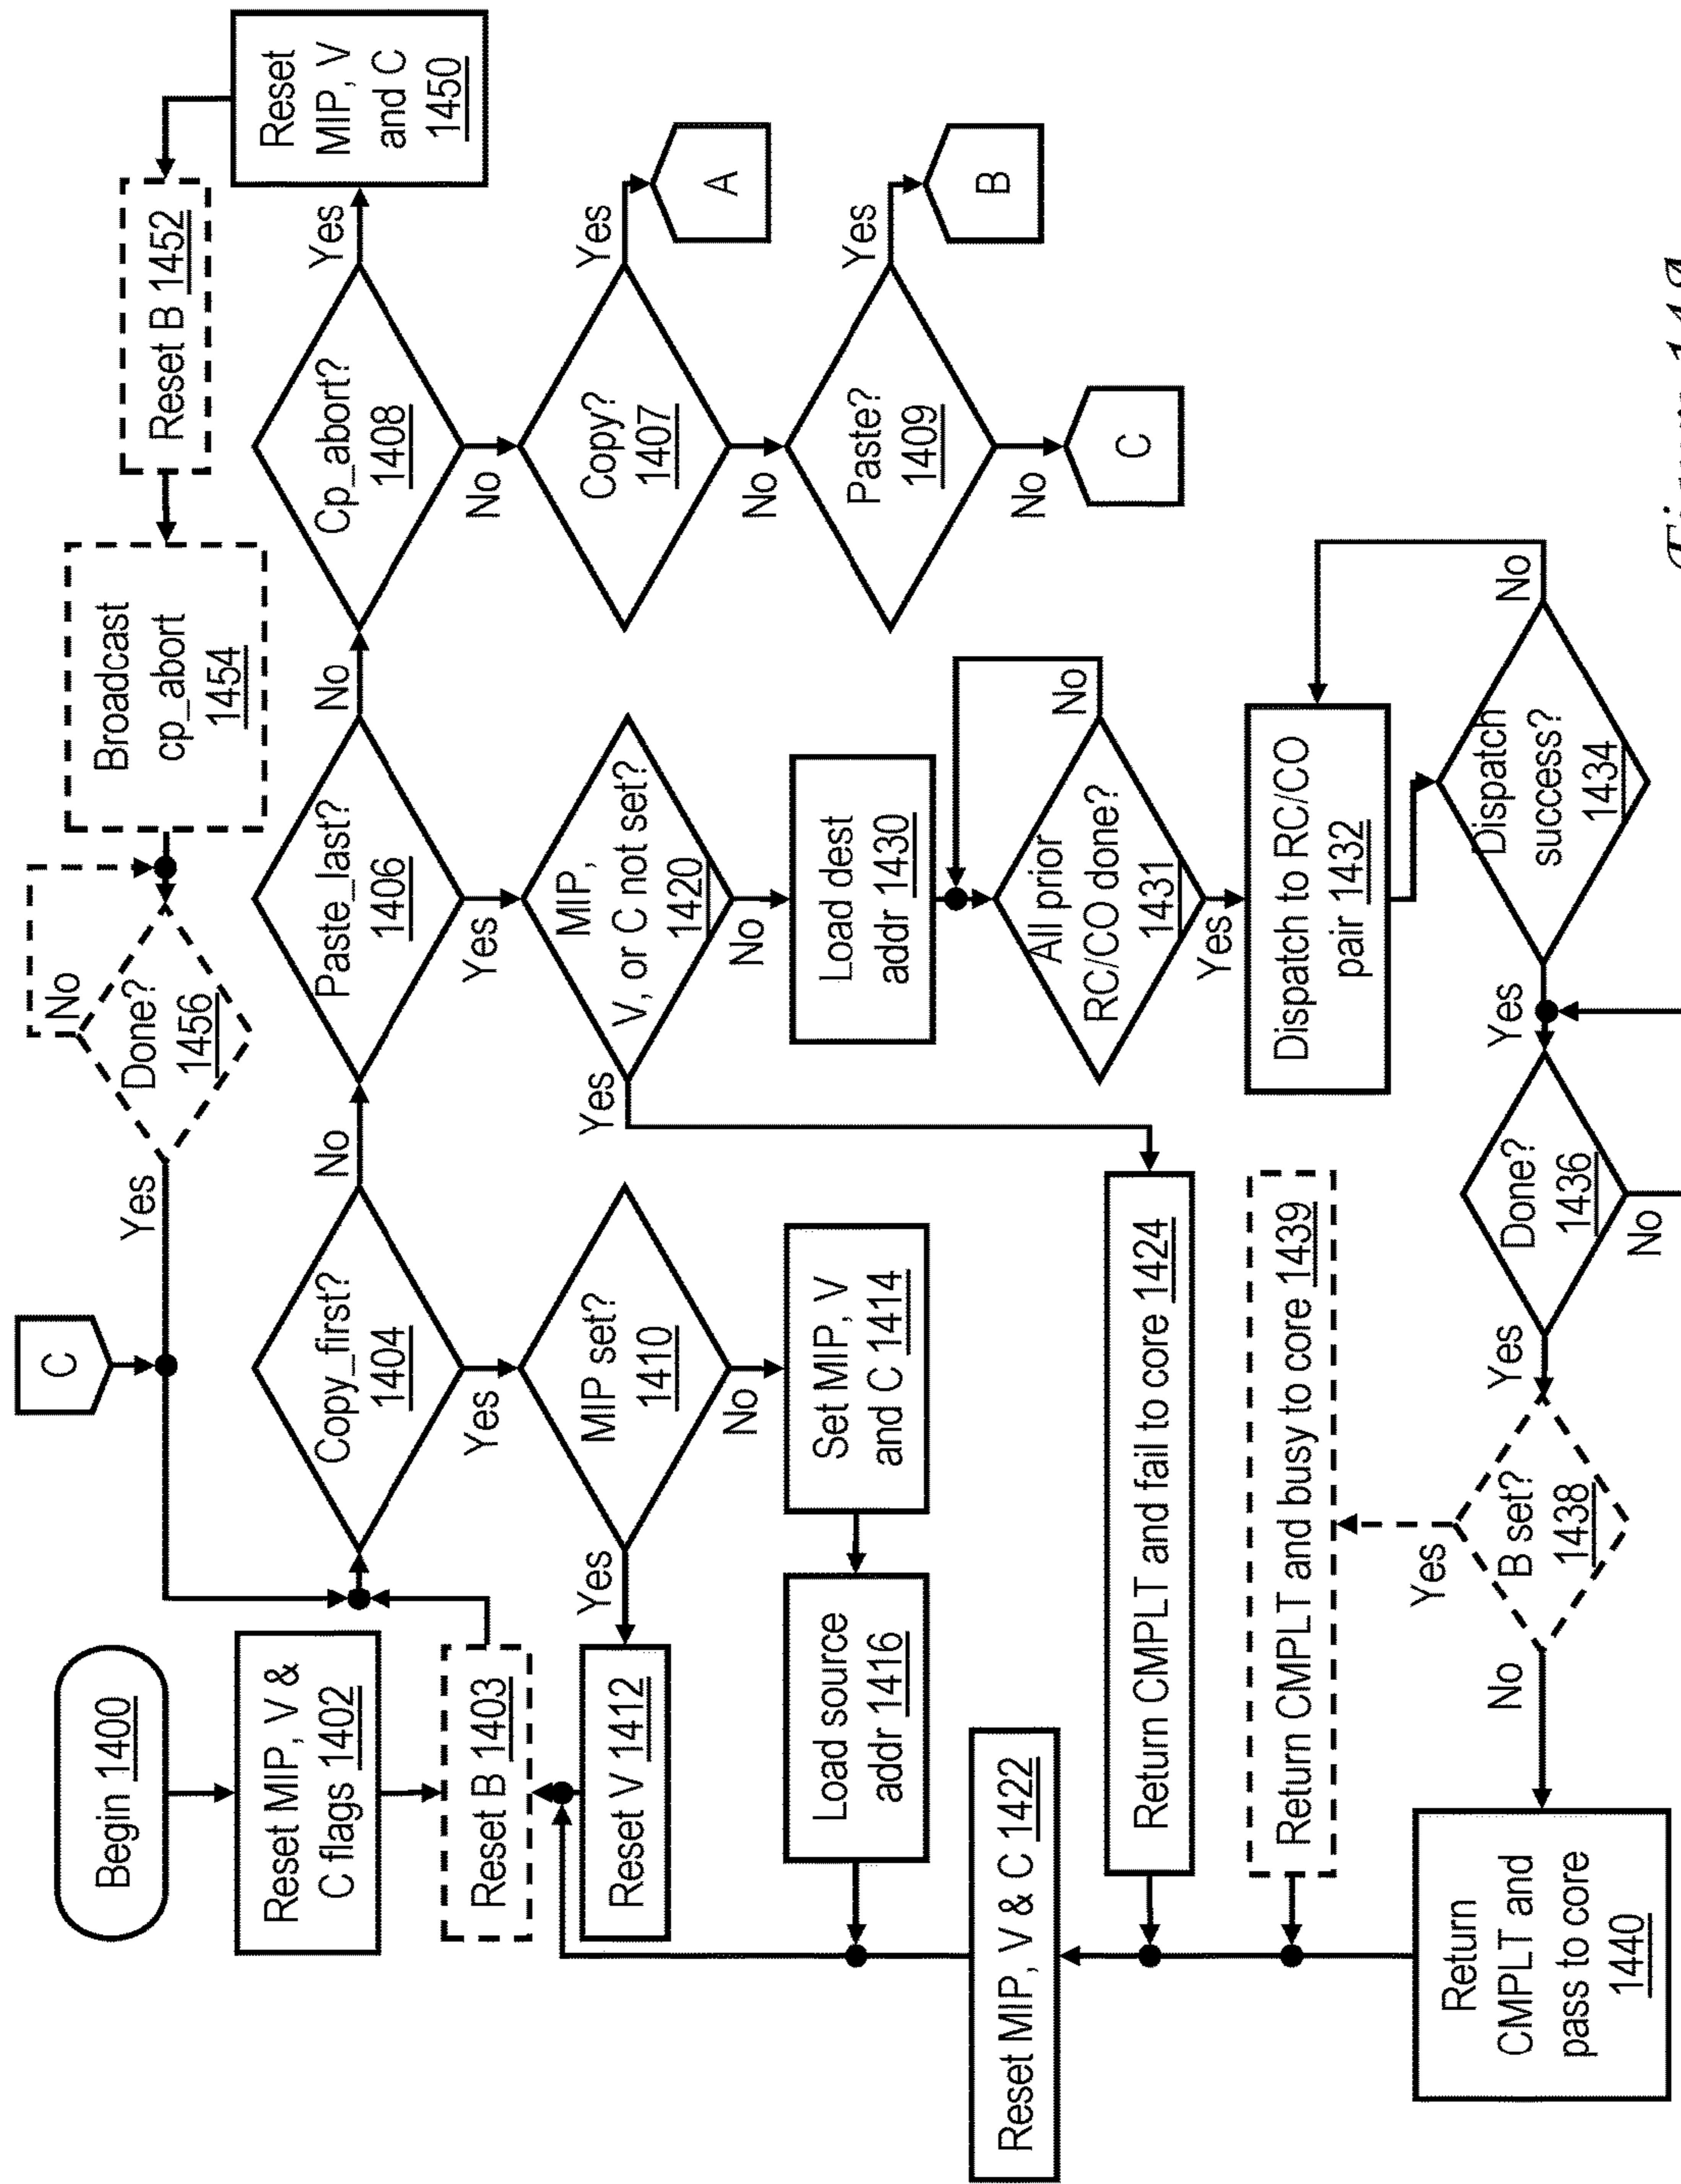 Begin 1400
C
Reset MIP, V &
C flags 1402
Reset B 1403
Yes
Done?
1456
No
Broadcast
cp_abort
1454
Reset B 1452
Copy_first?
1404
No
Paste_last?
1406
No
Cp_abort?
1408
Yes
Reset
MIP, V
and C
1450
Yes
Yes
No
Reset V 1412
Yes
MIP set?
1410
No
Yes
MIP,
V, or C not set?
1420
No
Copy?
1407
Yes
A
No
Load source
addr 1416
Set MIP, V
and C 1414
Load dest
addr 1430
Paste?
1409
Yes
B
No
Reset MIP, V & C 1422
All prior
RC/CO done?
1431
No
Yes
C
Return CMPLT and fail to core 1424
Return CMPLT and busy to core 1439
Dispatch to RC/CO
pair 1432
Return
CMPLT and
pass to core
1440
No
B set?
1438
Yes
Yes
Done?
1436
No
Yes
Dispatch
success?
1434
No